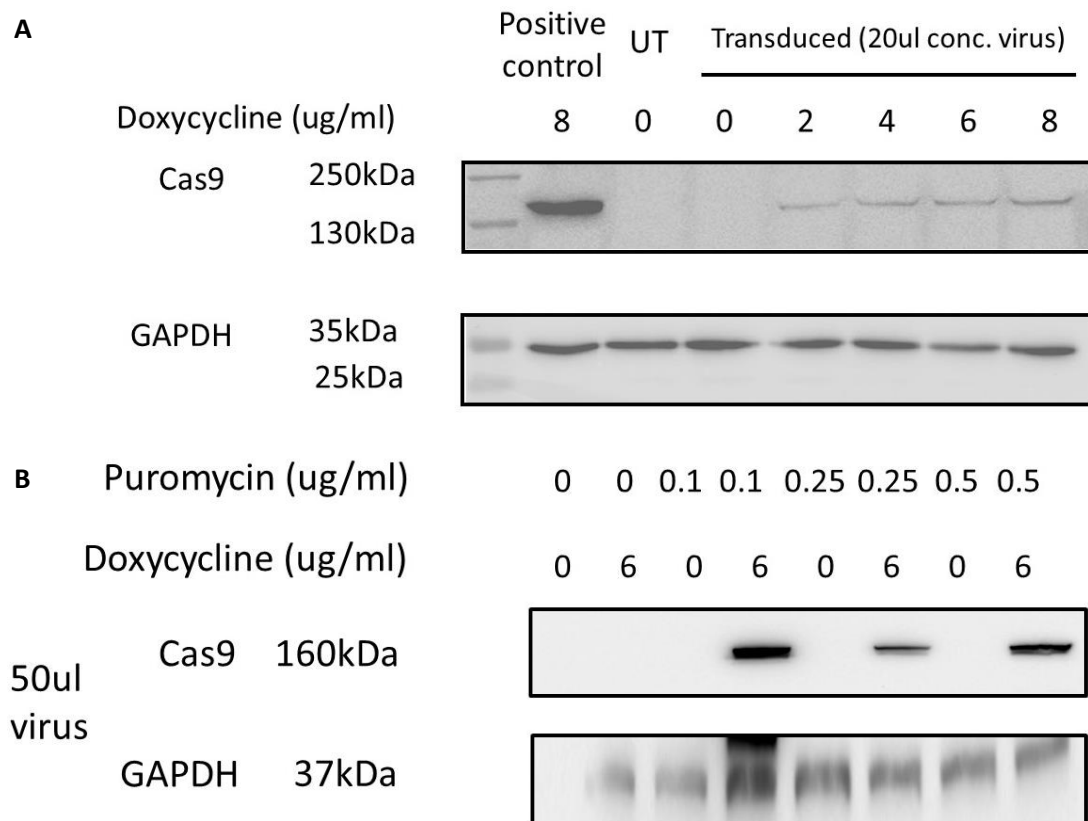 A
Positive control UT Transduced (20ul conc. virus)
Doxycycline (ug/ml) 8 0 0 2 4 6 8
Cas9 250kDa
130kDa
GAPDH 35kDa
25kDa
B Puromycin (ug/ml) 0 0 0.1 0.1 0.25 0.25 0.5 0.5
Doxycycline (ug/ml) 0 6 0 6 0 6 0 6
50ul virus
Cas9 160kDa
GAPDH 37kDa